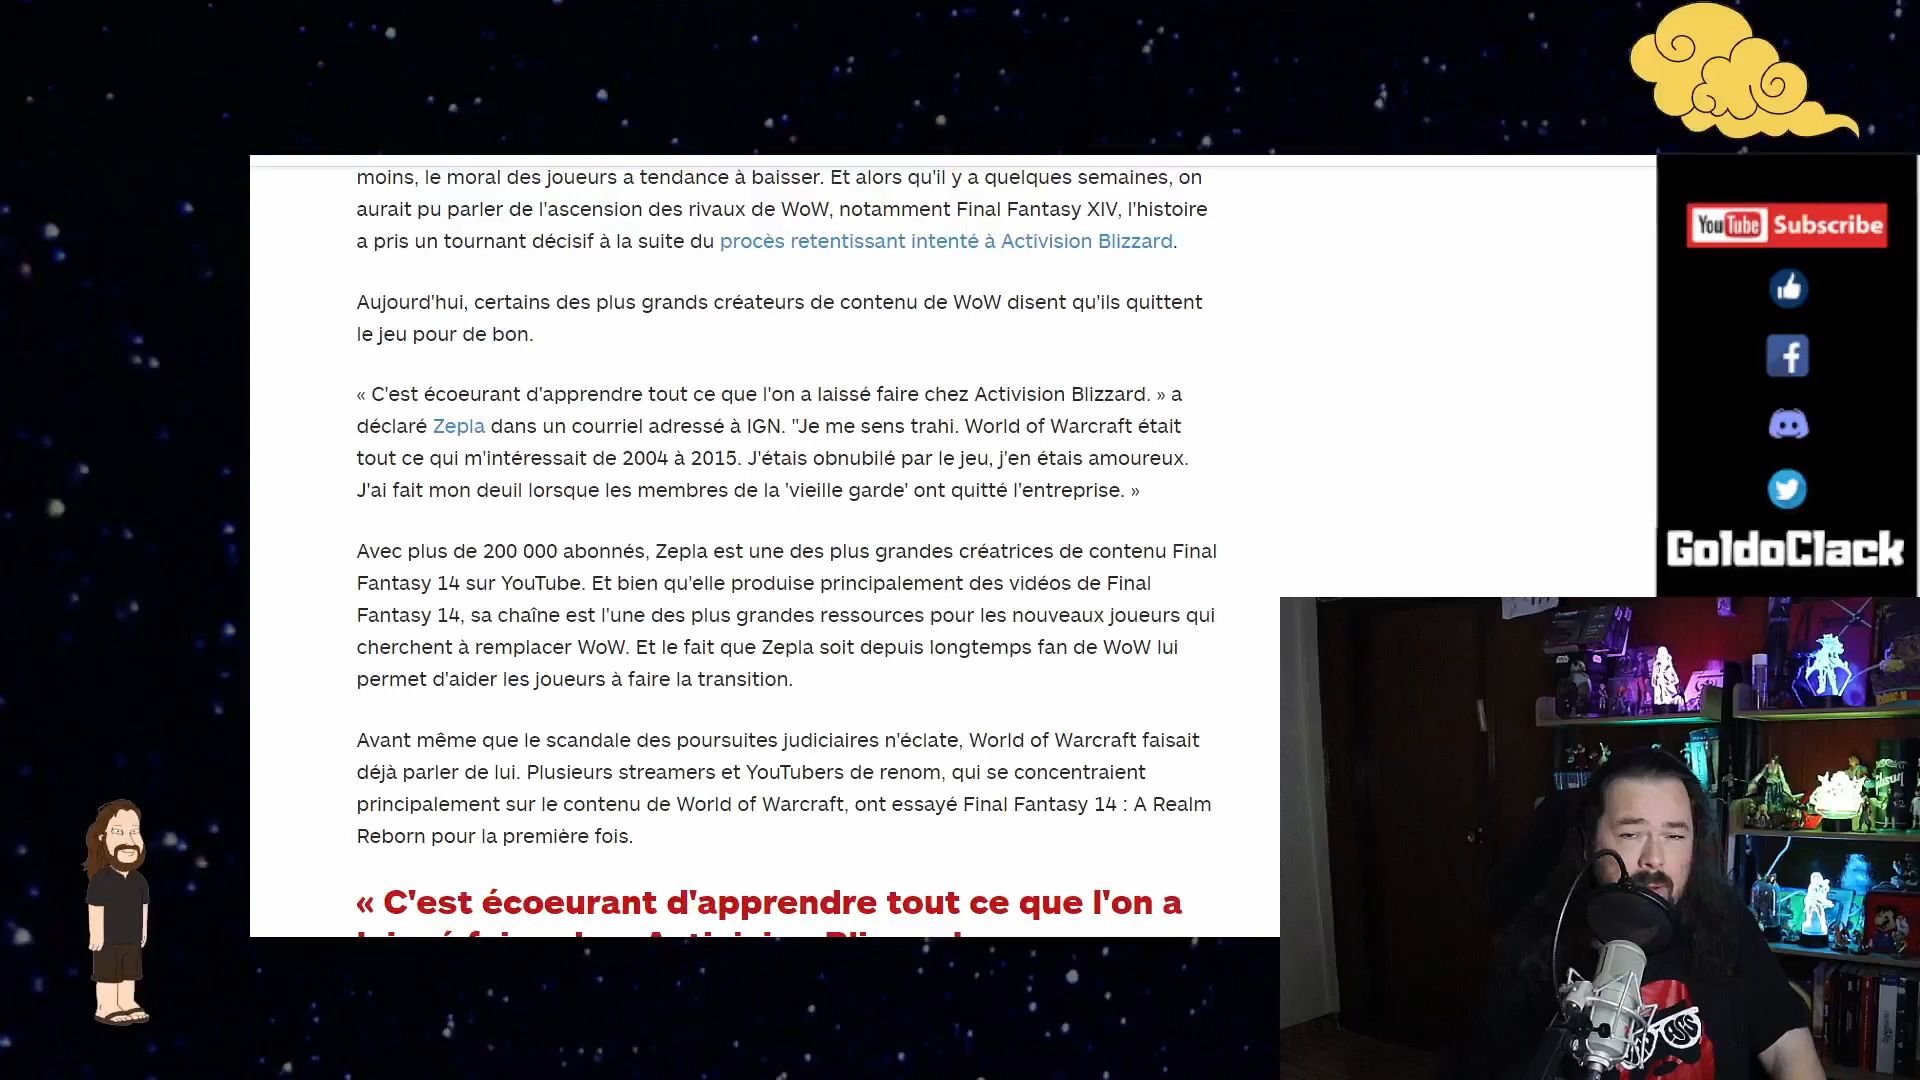 moins, le moral des joueurs a tendance à baisser. Et alors qu'il y a quelques semaines, on
aurait pu parler de l'ascension des rivaux de WoW, notamment Final Fantasy XIV, l'histoire
a pris un tournant décisif à la suite du procès retentissant intenté à Activision Blizzard.
Aujourd'hui, certains des plus grands créateurs de contenu de WoW disent qu'ils quittent
le jeu pour de bon.
« C'est écoeurant d'apprendre tout ce que l'on a laissé faire chez Activision Blizzard. » a
déclaré Zepla dans un courriel adressé à IGN. "Je me sens trahi. World of Warcraft était
tout ce qui m'intéressait de 2004 à 2015. J'étais obnubilé par le jeu, j'en étais amoureux.
J'ai fait mon deuil lorsque les membres de la 'vieille garde' ont quitté l'entreprise. »
Avec plus de 200 000 abonnés, Zepla est une des plus grandes créatrices de contenu Final
Fantasy 14 sur YouTube. Et bien qu'elle produise principalement des vidéos de Final
Fantasy 14, sa chaîne est l'une des plus grandes ressources pour les nouveaux joueurs qui
cherchent à remplacer WoW. Et le fait que Zepla soit depuis longtemps fan de WoW lui
permet d'aider les joueurs à faire la transition.
Avant même que le scandale des poursuites judiciaires n'éclate, World of Warcraft faisait
déjà parler de lui. Plusieurs streamers et YouTubers de renom, qui se concentraient
principalement sur le contenu de World of Warcraft, ont essayé Final Fantasy 14 : A Realm
Reborn pour la première fois.
« C'est écoeurant d'apprendre tout ce que l'on a
YouTube Subscribe
GoldoClack